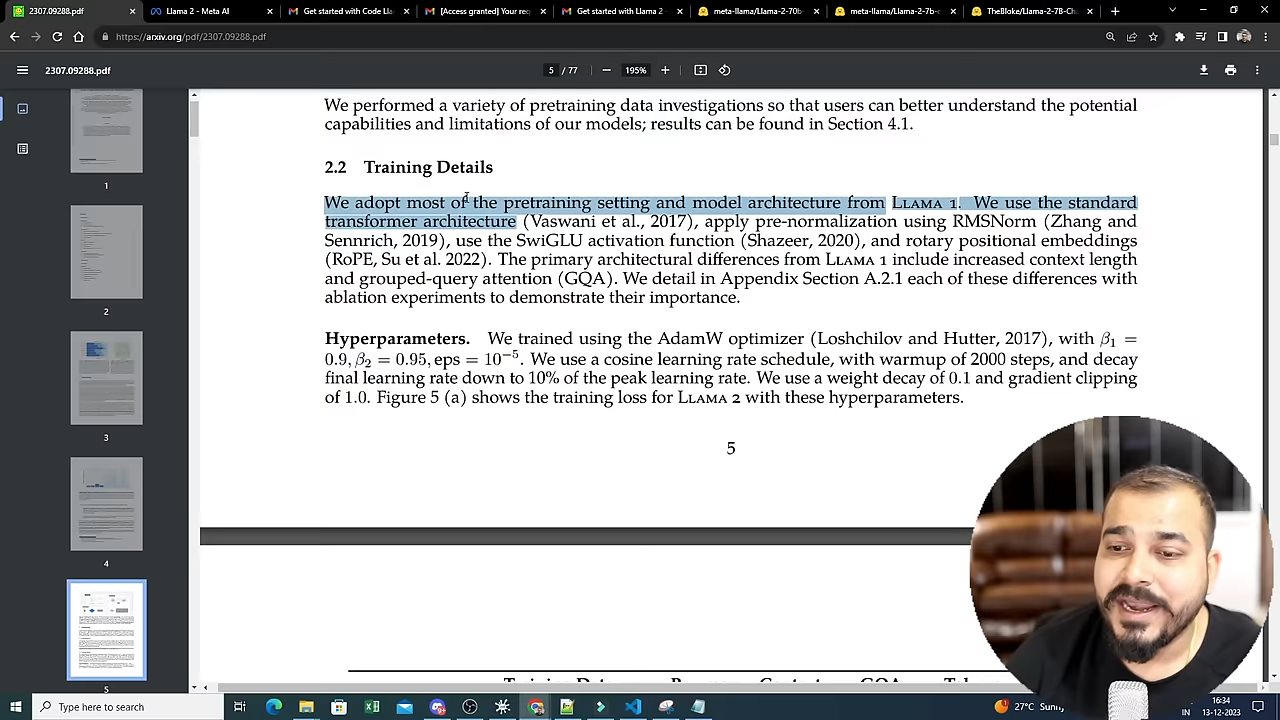 2307.09288.pdf
Llama 2 - Meta AI
Get started with Code Lla
[Access granted] Your req
Get started with Llama 2
meta-llama/Llama-2-70b-
meta-llama/Llama-2-7b-c
TheBloke/Llama-2-7B-Cha
https://arxiv.org/pdf/2307.09288.pdf
2307.09288.pdf
5 / 77
195%
We performed a variety of pretraining data investigations so that users can better understand the potential
capabilities and limitations of our models; results can be found in Section 4.1.
2.2 Training Details
We adopt most of the pretraining setting and model architecture from LLAMA 1. We use the standard
transformer architecture (Vaswani et al., 2017), apply pre-normalization using RMSNorm (Zhang and
Sennrich, 2019), use the SwiGLU activation function (Shazeer, 2020), and rotary positional embeddings
(RoPE, Su et al. 2022). The primary architectural differences from LLAMA 1 include increased context length
and grouped-query attention (GQA). We detail in Appendix Section A.2.1 each of these differences with
ablation experiments to demonstrate their importance.
Hyperparameters. We trained using the AdamW optimizer (Loshchilov and Hutter, 2017), with β₁ =
0.9, β₂ = 0.95, eps = 10⁻⁵. We use a cosine learning rate schedule, with warmup of 2000 steps, and decay
final learning rate down to 10% of the peak learning rate. We use a weight decay of 0.1 and gradient clipping
of 1.0. Figure 5 (a) shows the training loss for LLAMA 2 with these hyperparameters.
5
1
2
3
4
5
Type here to search
27°C Sunny
IN
16:34
13-12-2023